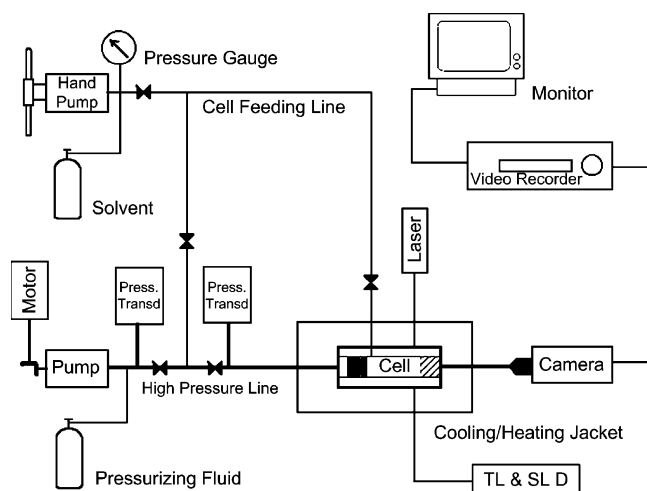 Pressure Gauge
Hand
Pump
Cell Feeding Line
Monitor
Video Recorder
Solvent
Laser
Motor
Press.
Transd
Press.
Transd
Pump
High Pressure Line
Cell
Camera
Cooling/Heating Jacket
Pressurizing Fluid
TL & SL D